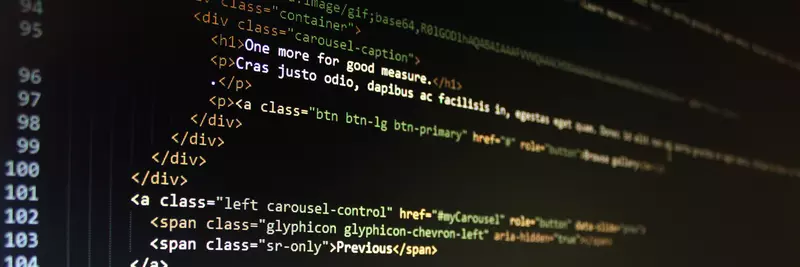 94 image/gif;base64,R0lGODlhAQABAIAAA
95 class="container">
<div class="carousel-caption">
<h1>One more for good measure.</h1>
96 <p>Cras justo odio, dapibus ac facilisis in, egestas eget quam.
97 .</p>
98 <p><a class="btn btn-lg btn-primary" href="#" role="button">Browse gallery
99 </div>
100 </div>
101 </div>
</div>
102 <a class="left carousel-control" href="#myCarousel" role="button" data-slide="prev">
103 <span class="glyphicon glyphicon-chevron-left" aria-hidden="true"></span>
104 <span class="sr-only">Previous</span>
</a>